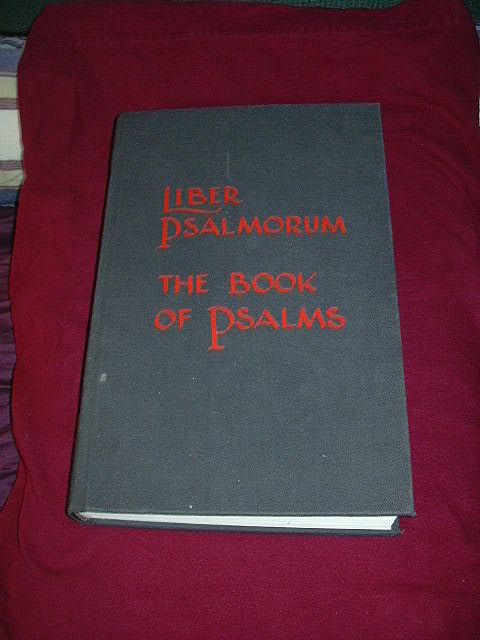 LIBER
PSALMORUM
THE BOOK
OF PSALMS